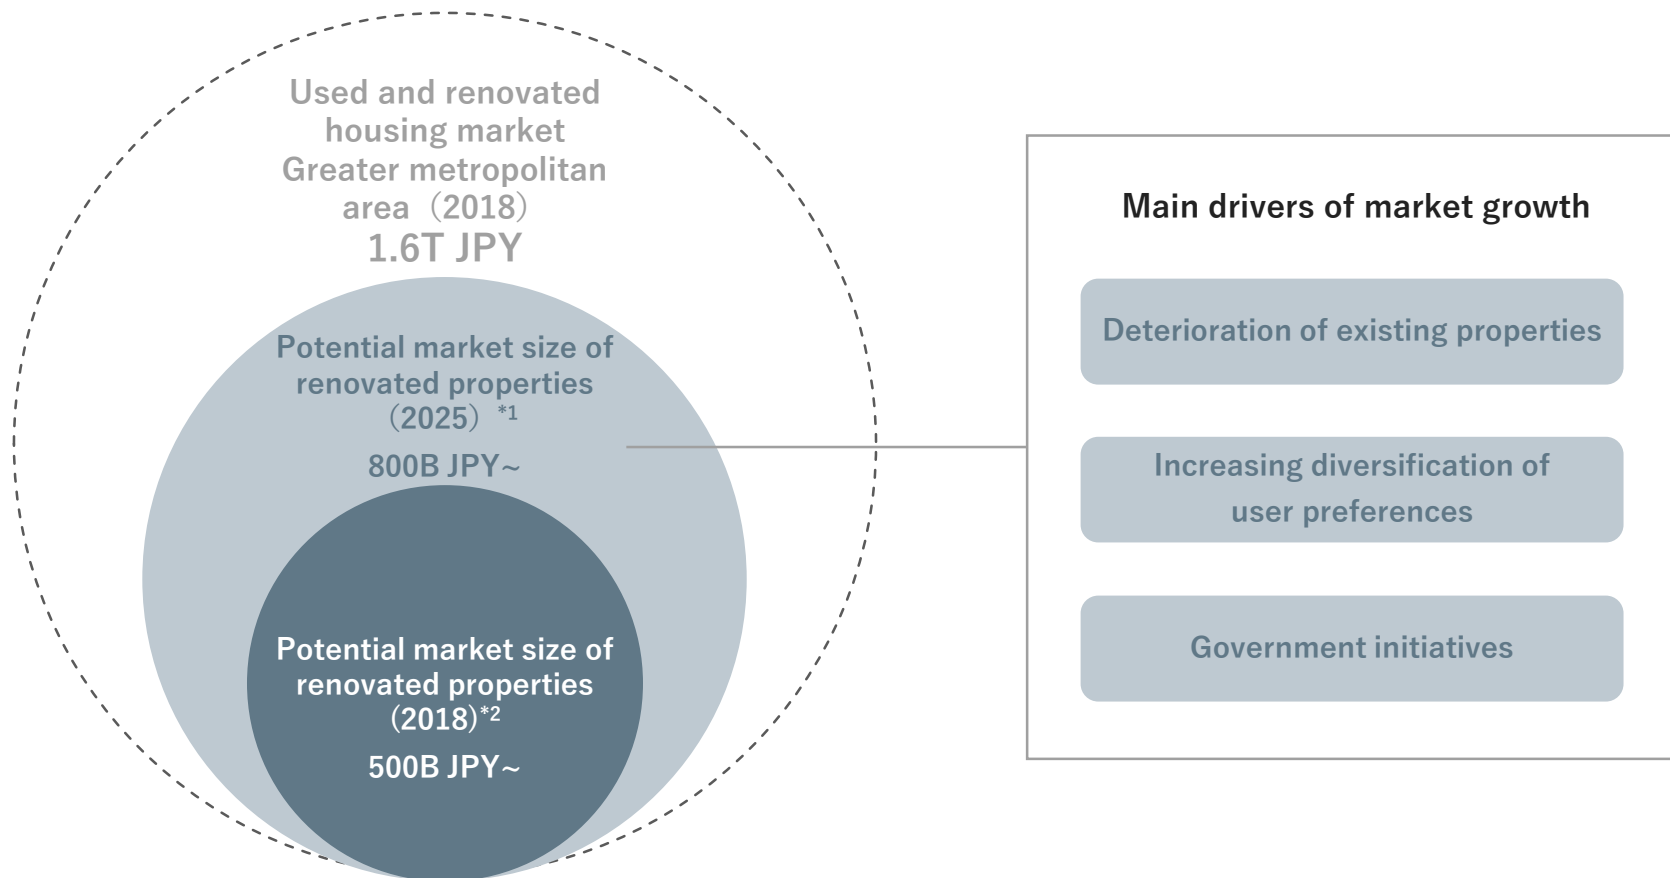 Used and renovated
housing market
Greater metropolitan
area（2018）
1.6T JPY
Potential market size of
renovated properties
（2025）*1
800B JPY~
Potential market size of
renovated properties
(2018)*2
500B JPY~
Main drivers of market growth
Deterioration of existing properties
Increasing diversification of
user preferences
Government initiatives